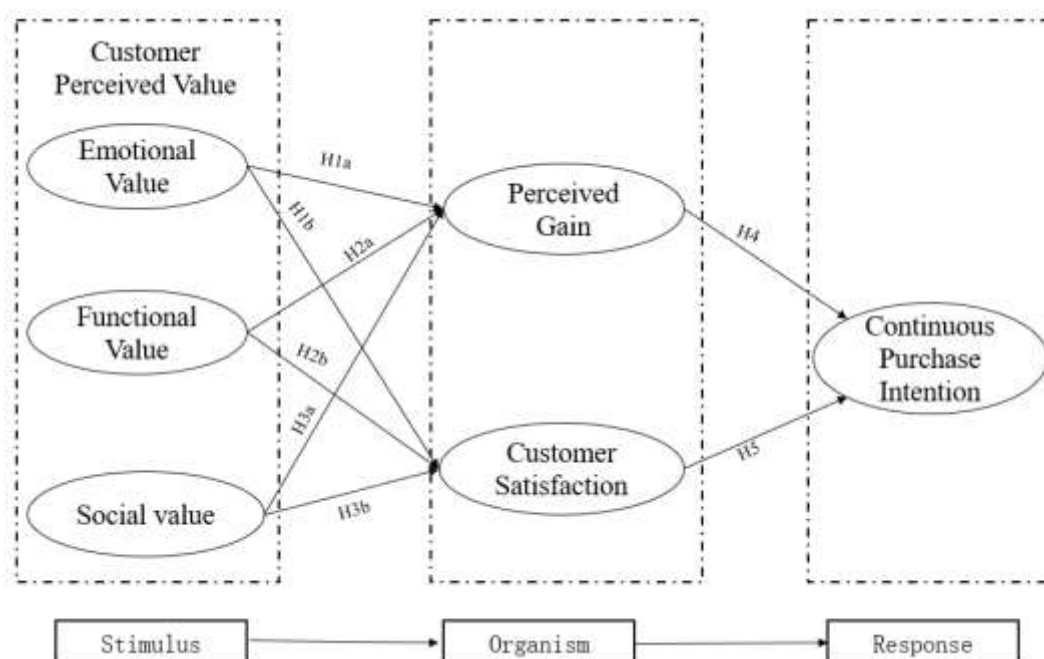 Customer
Perceived Value
Emotional
Value
Functional
Value
Social value
H1a
H1b
H2a
H2b
H3a
H3b
Perceived
Gain
Customer
Satisfaction
H4
H5
Continuous
Purchase
Intention
Stimulus
Organism
Response